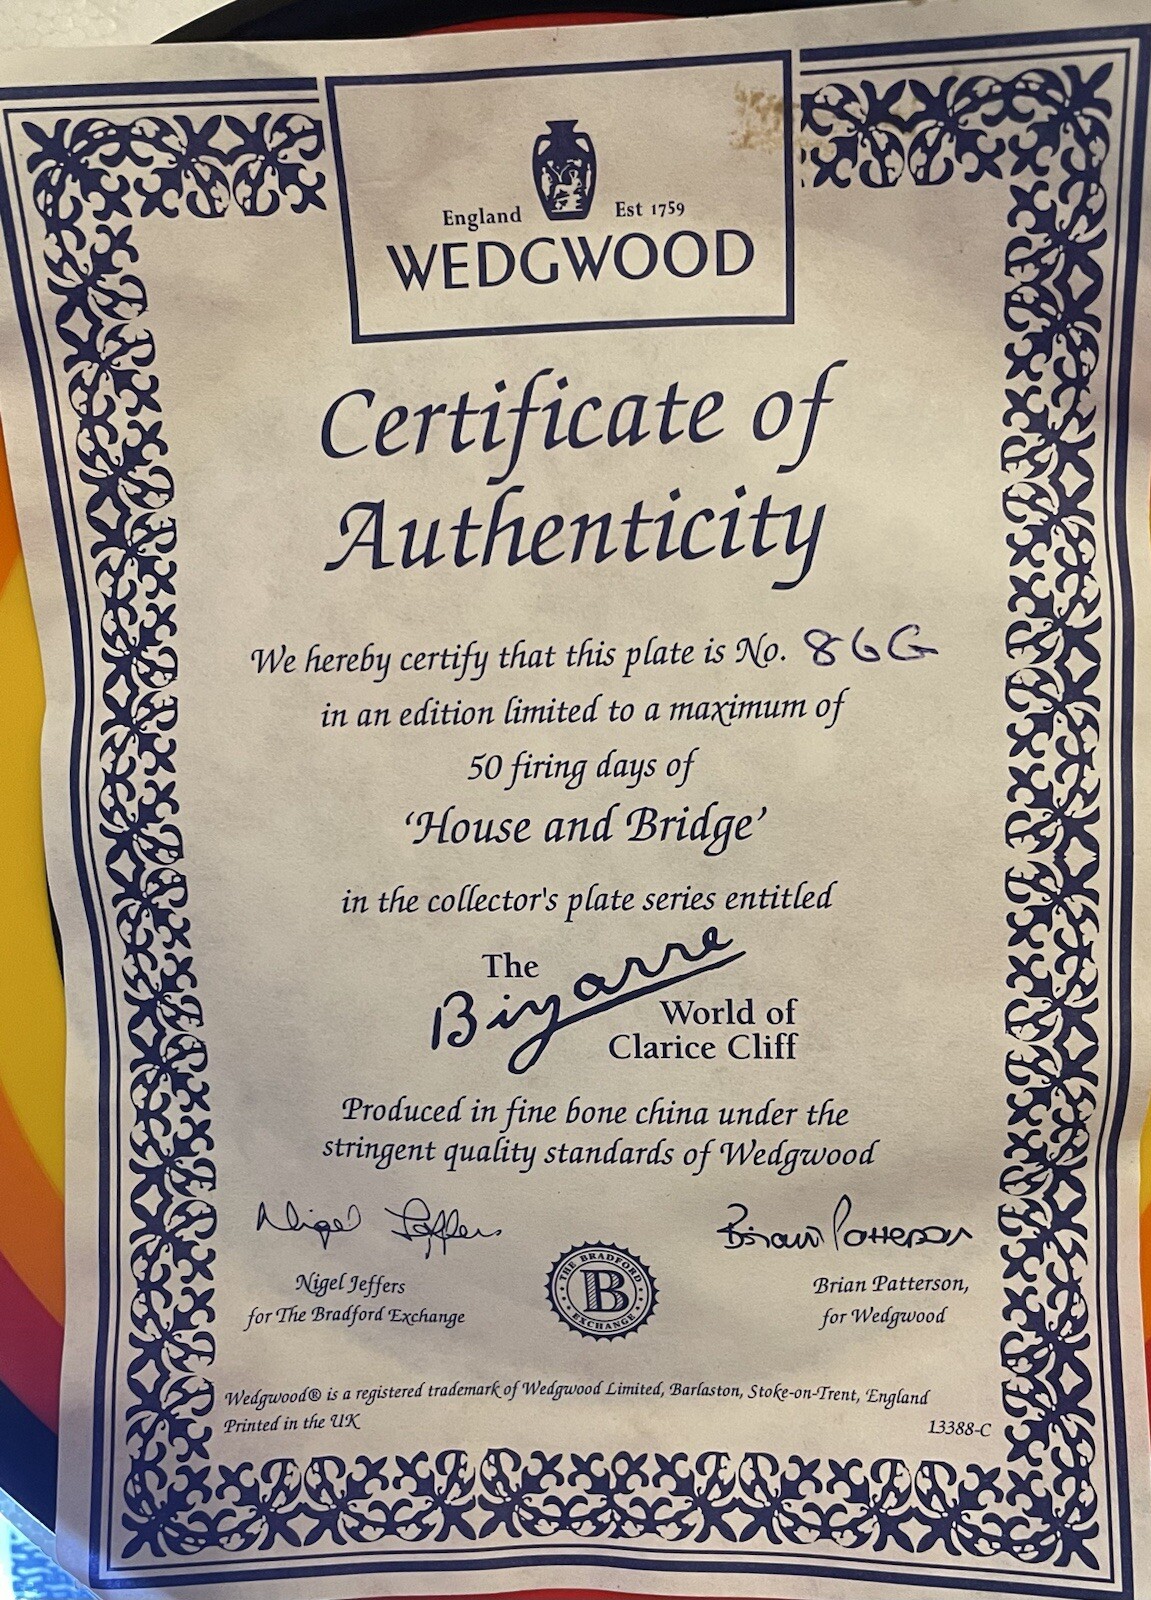 England Est 1759
WEDGWOOD
Certificate of
Authenticity
We hereby certify that this plate is No. 86G
in an edition limited to a maximum of
50 firing days of
‘House and Bridge’
in the collector's plate series entitled
The
Bizarre
World of
Clarice Cliff
Produced in fine bone china under the
stringent quality standards of Wedgwood
Nigel Jeffers Brian Patterson
Nigel Jeffers Brian Patterson,
for The Bradford Exchange for Wedgwood
THE BRADFORD
B
EXCHANGE
Wedgwood® is a registered trademark of Wedgwood Limited, Barlaston, Stoke-on-Trent, England
Printed in the UK 13388-C